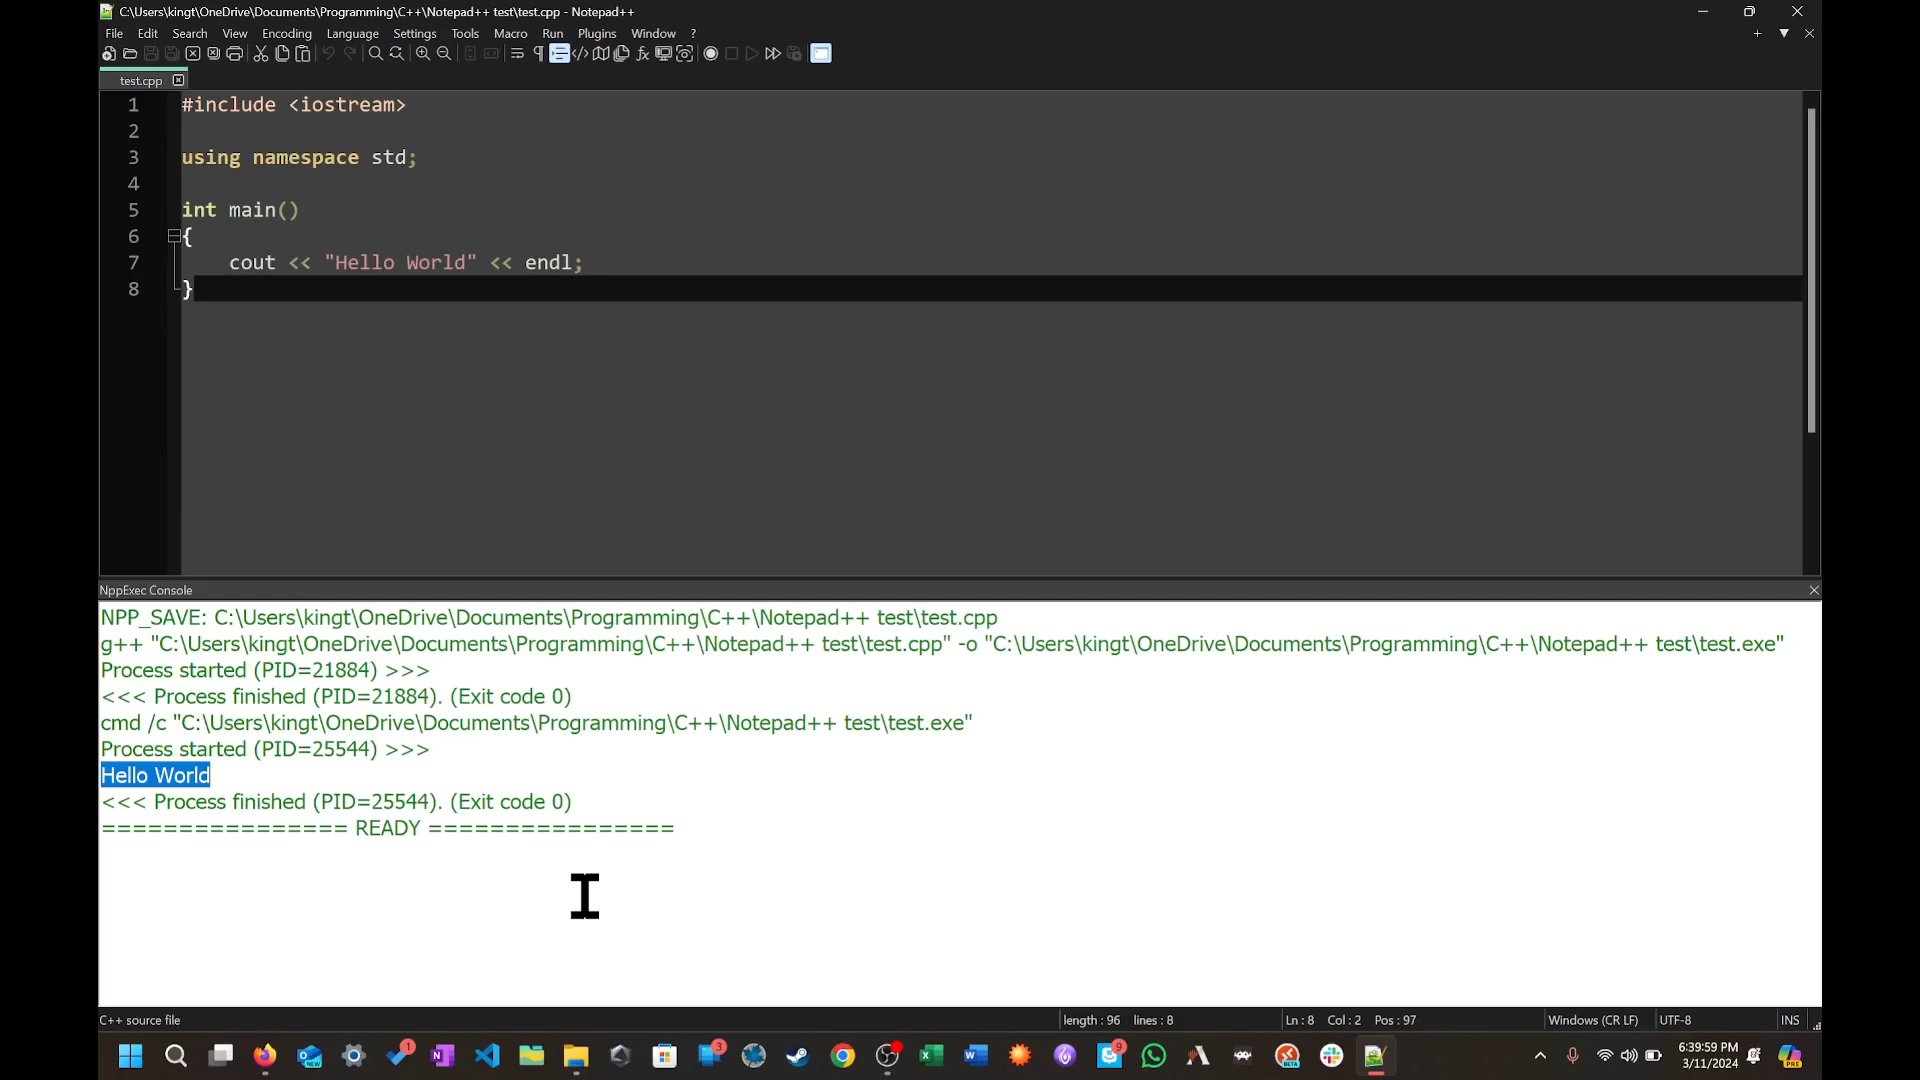 C:\Users\kingt\OneDrive\Documents\Programming\C++\Notepad++ test\test.cpp - Notepad++
File Edit Search View Encoding Language Settings Tools Macro Run Plugins Window ?
test.cpp
1 #include <iostream>
2
3 using namespace std;
4
5 int main()
6 {
7 cout << "Hello World" << endl;
8 }
NppExec Console
NPP_SAVE: C:\Users\kingt\OneDrive\Documents\Programming\C++\Notepad++ test\test.cpp
g++ "C:\Users\kingt\OneDrive\Documents\Programming\C++\Notepad++ test\test.cpp" -o "C:\Users\kingt\OneDrive\Documents\Programming\C++\Notepad++ test\test.exe"
Process started (PID=21884) >>>
<<< Process finished (PID=21884). (Exit code 0)
cmd /c "C:\Users\kingt\OneDrive\Documents\Programming\C++\Notepad++ test\test.exe"
Process started (PID=25544) >>>
Hello World
<<< Process finished (PID=25544). (Exit code 0)
================ READY ================
C++ source file length : 96 lines : 8 Ln : 8 Col : 2 Pos : 97 Windows (CR LF) UTF-8 INS
NEW 1 3 9 BETA PRE
6:39:59 PM
3/11/2024